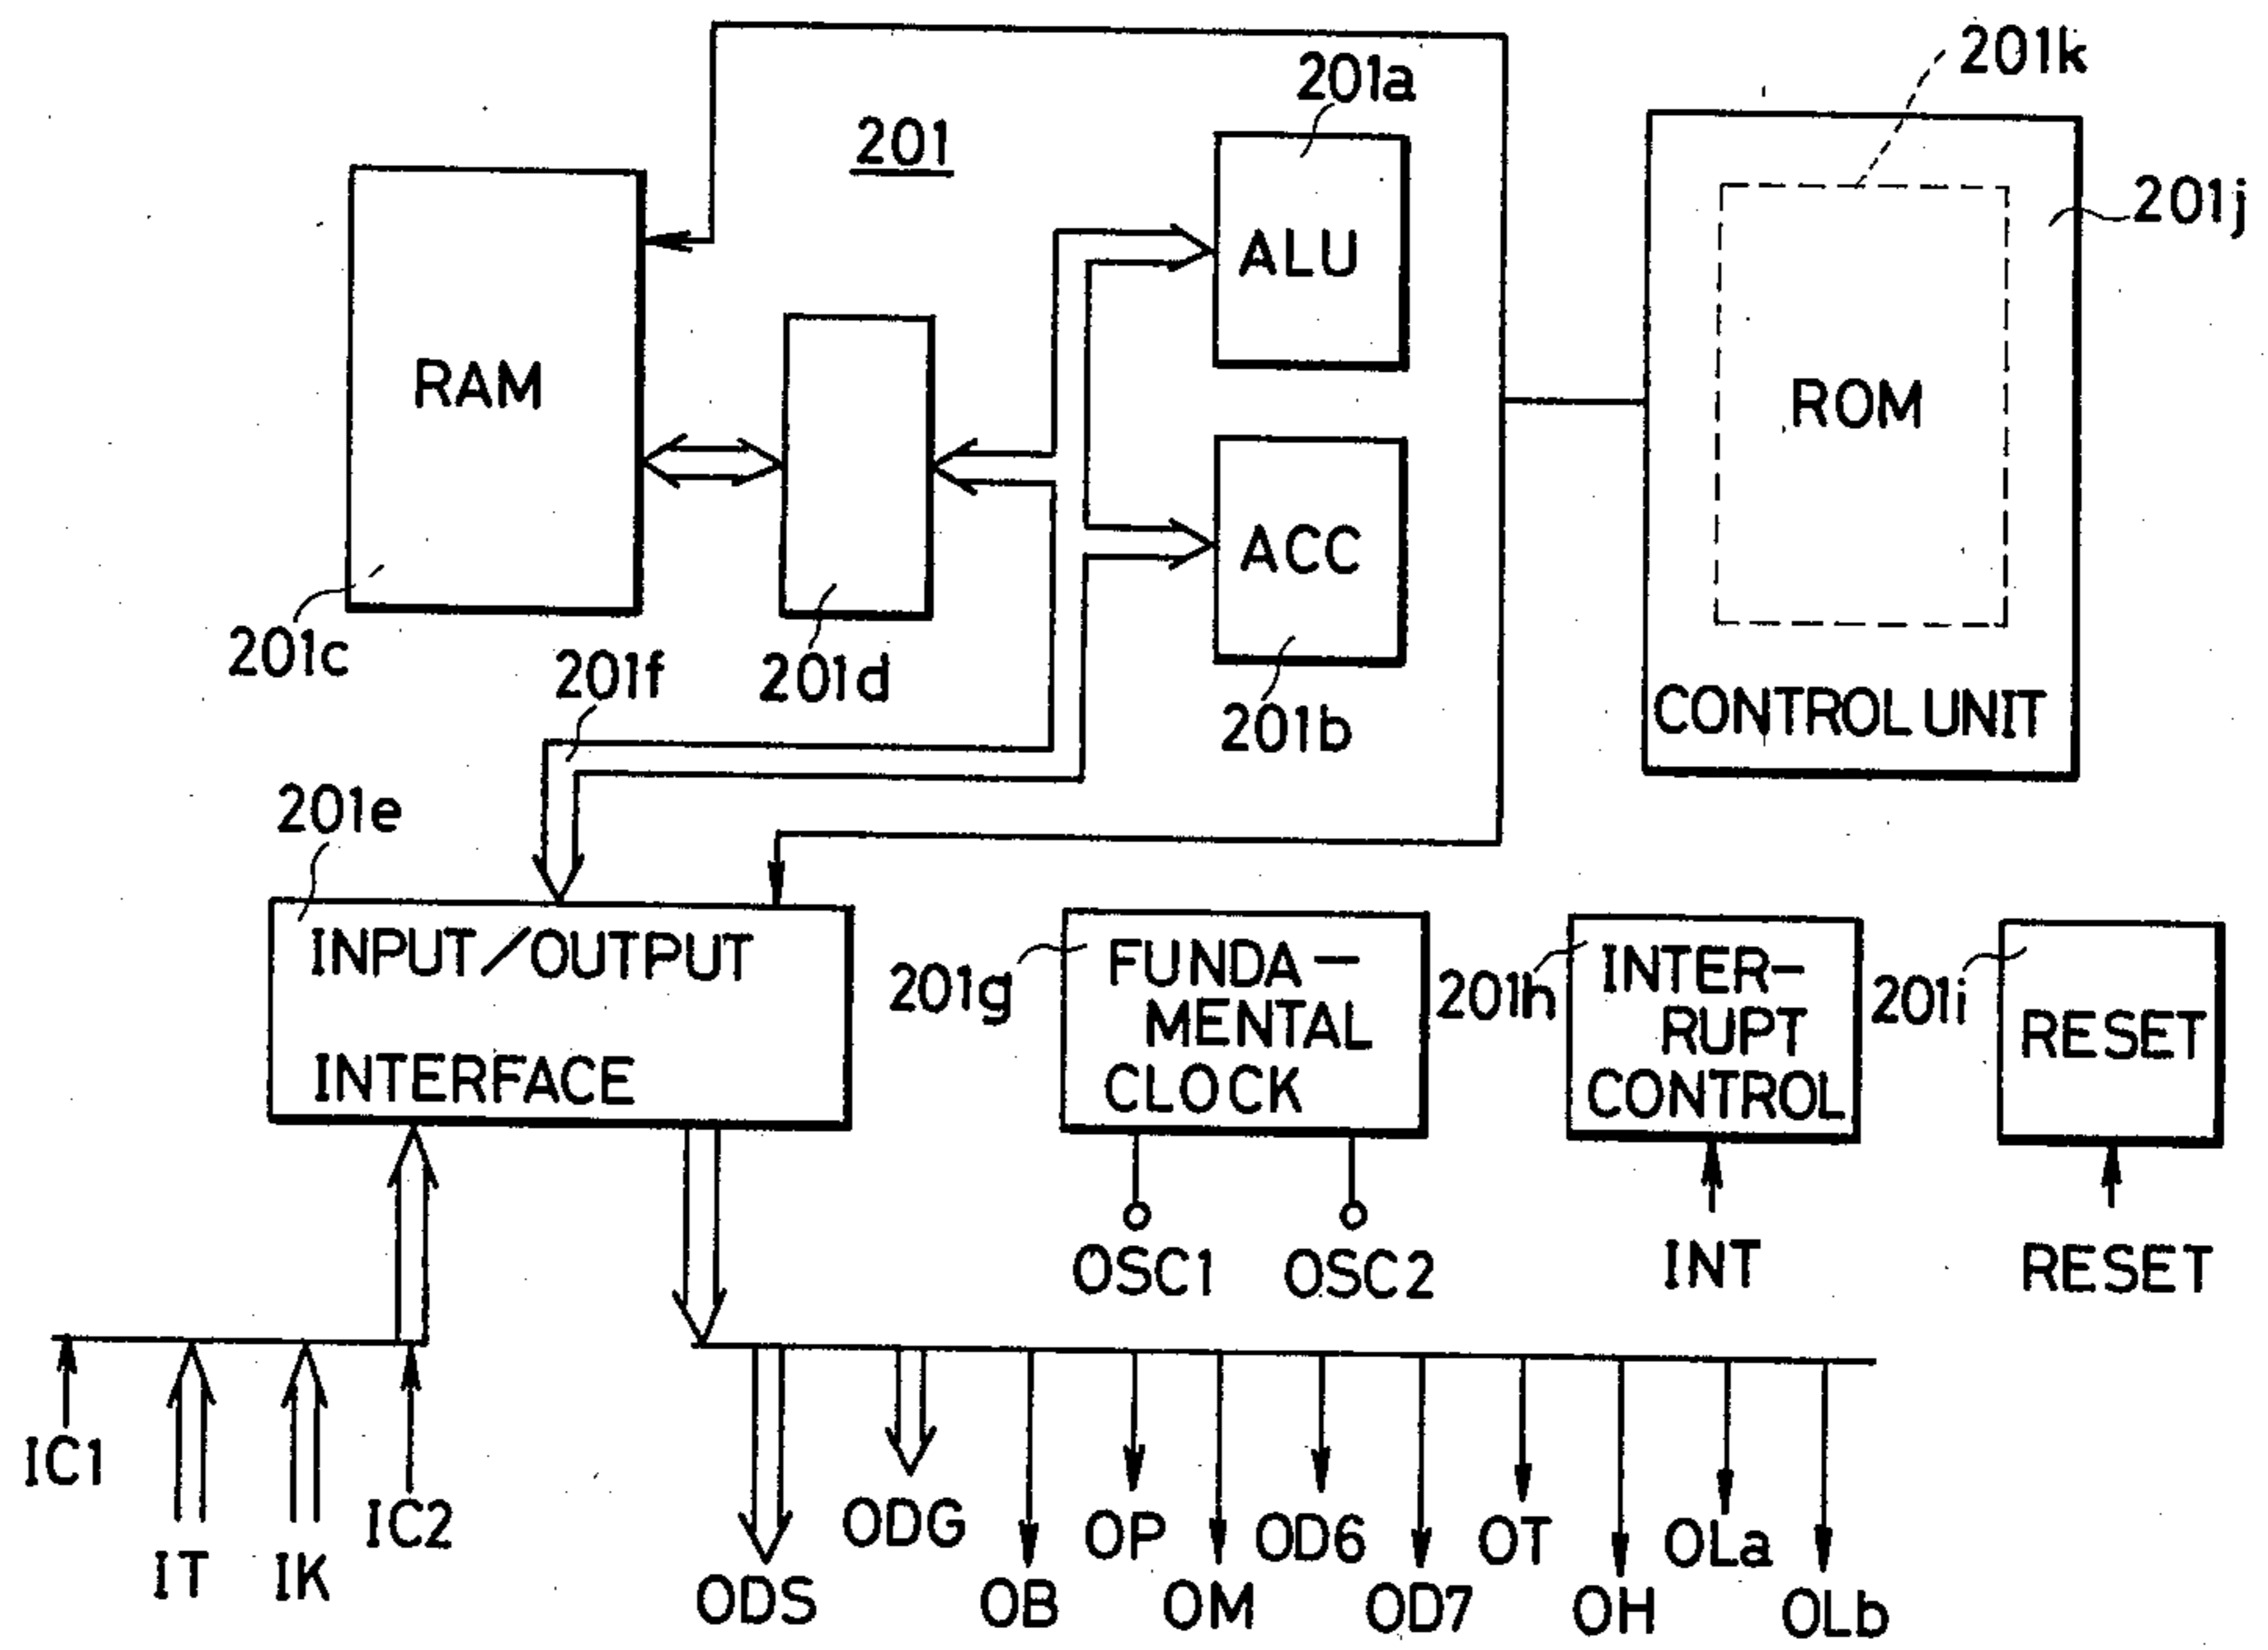 201k
201a
201
201j
ALU
RAM
ROM
ACC
201c
201f
201d
201b
CONTROL UNIT
201e
INPUT/OUTPUT
INTERFACE
201g
FUNDA-
MENTAL
CLOCK
201h
INTER-
RUPT
CONTROL
201i
RESET
OSC1
OSC2
INT
RESET
IC1
IT
IK
IC2
ODS
ODG
OB
OP
OM
OD6
OD7
OT
OH
OLa
OLb